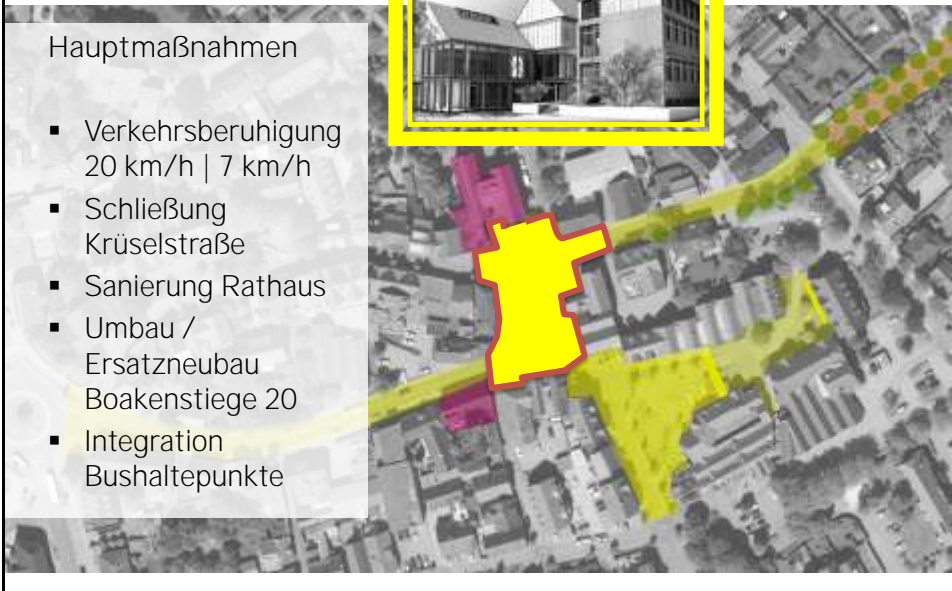 Hauptmaßnahmen
▪ Verkehrsberuhigung
20 km/h | 7 km/h
▪ Schließung
Krüselstraße
▪ Sanierung Rathaus
▪ Umbau /
Ersatzneubau
Boakenstiege 20
▪ Integration
Bushaltepunkte